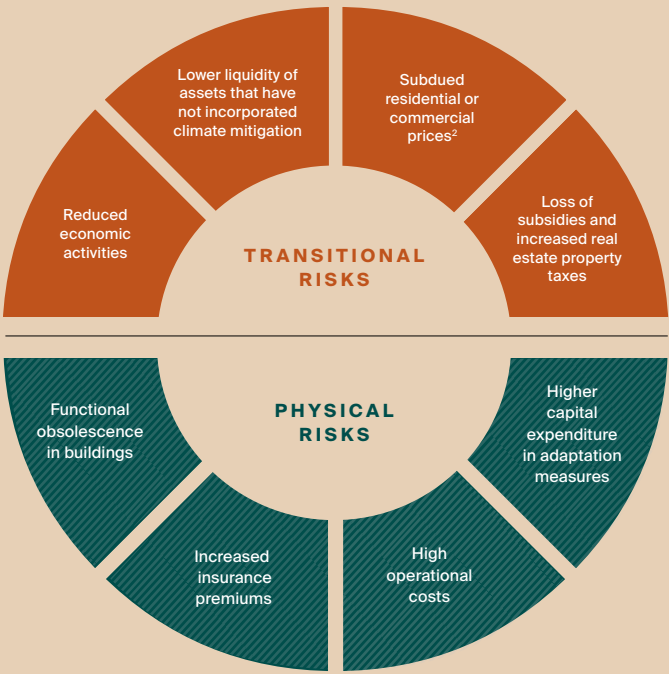 Lower liquidity of
assets that have
not incorporated
climate mitigation
Subdued
residential or
commercial
prices²
Reduced
economic
activities
Loss of
subsidies and
increased real
estate property
taxes
TRANSITIONAL
RISKS
PHYSICAL
RISKS
Functional
obsolescence
in buildings
Higher
capital
expenditure
in adaptation
measures
Increased
insurance
premiums
High
operational
costs